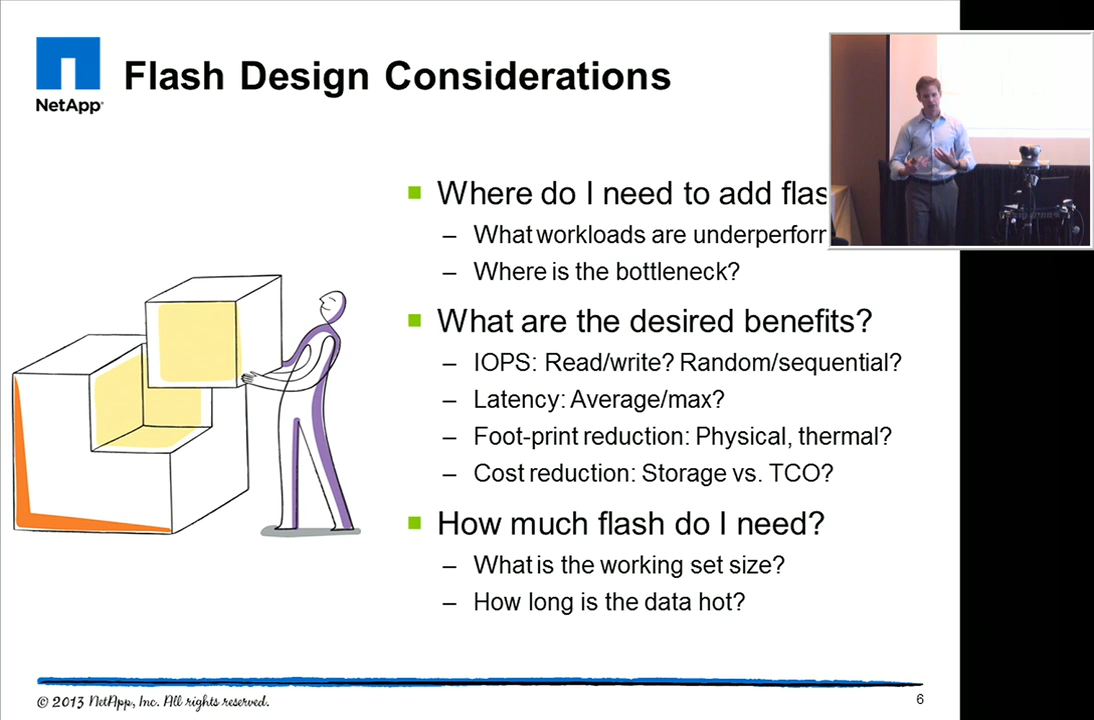 NetApp
Flash Design Considerations
Where do I need to add
What workloads are
– Where is the bottleneck?
What are the desired benefits?
– IOPS: Read/write? Random/sequential?
– Latency: Average/max?
– Foot-print reduction: Physical, thermal?
– Cost reduction: Storage vs. TCO?
How much flash do I need?
– What is the working set size?
– How long is the data hot?
© 2013 NetApp, Inc. All rights reserved.
6